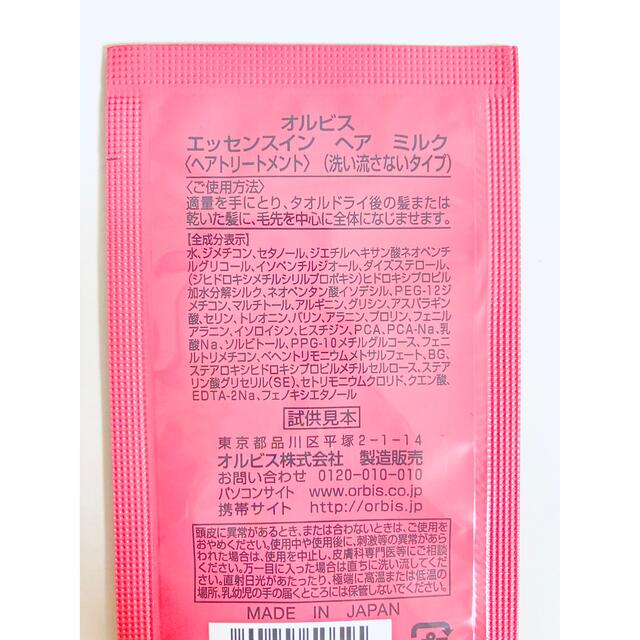 オルビス
エッセンスイン ヘア ミルク
〈ヘアトリートメント〉(洗い流さないタイプ)
〈ご使用方法〉
適量を手にとり、タオルドライ後の髪または
乾いた髪に、毛先を中心に全体になじませます。
[全成分表示]
水、ジメチコン、セタノール、ジエチルヘキサン酸ネオペンチ
ルグリコール、イソペンチルジオール、ダイズステロール、
(ジヒドロキシメチルシリルプロポキシ)ヒドロキシプロピル
加水分解シルク、ネオペンタン酸イソデシル、PEG-12ジ
メチコン、マルチトール、アルギニン、グリシン、アスパラギン
酸、セリン、トレオニン、バリン、アラニン、プロリン、フェニル
アラニン、イソロイシン、ヒスチジン、PCA、PCA-Na、乳
酸Na、ソルビトール、PPG-10メチルグルコース、フェニ
ルトリメチコン、ベヘントリモニウムメトサルフェート、BG、
ステアロキシヒドロキシプロピルメチルセルロース、ステア
リン酸グリセリル(SE)、セトリモニウムクロリド、クエン酸、
EDTA-2Na、フェノキシエタノール
試供見本
東京都品川区平塚2-1-14
オルビス株式会社 製造販売
お問い合わせ 0120-010-010
パソコンサイト www.orbis.co.jp
携帯サイト http://orbis.jp
頭皮に異常があるとき、または合わないときは、ご使用を
おやめください。使用中や使用後に、刺激等の異常があら
われた場合は、使用を中止し、皮膚科専門医等にご相談
ください。万一目に入った場合は直ちに洗い流してくだ
さい。直射日光があたったり、極端に高温または低温の
場所、乳幼児の手の届くところには保管しないでください。
MADE IN JAPAN